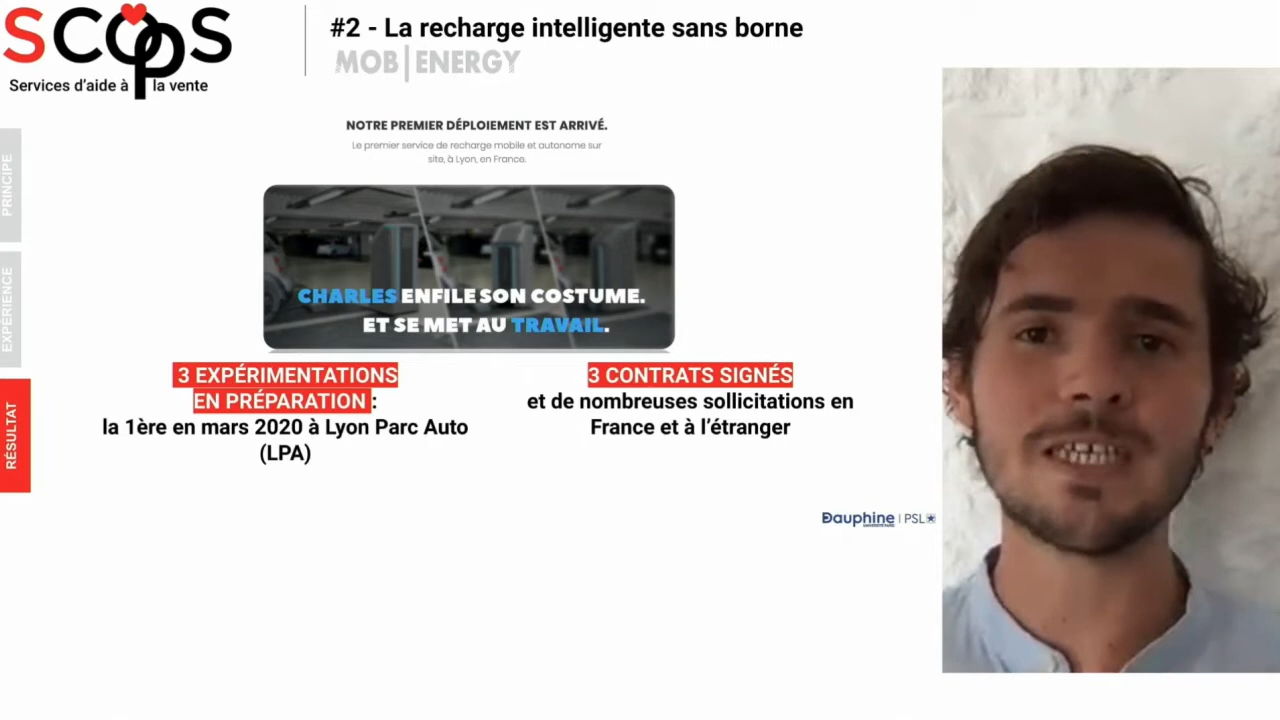 SCOPS
Services d'aide à la vente
#2 - La recharge intelligente sans borne
MOB|ENERGY
NOTRE PREMIER DÉPLOIEMENT EST ARRIVÉ.
Le premier service de recharge mobile et autonome sur
site, à Lyon, en France.
PRINCIPE
EXPÉRIENCE
RÉSULTAT
CHARLES ENFILE SON COSTUME.
ET SE MET AU TRAVAIL.
3 EXPÉRIMENTATIONS
EN PRÉPARATION :
la 1ère en mars 2020 à Lyon Parc Auto
(LPA)
3 CONTRATS SIGNÉS
et de nombreuses sollicitations en
France et à l'étranger
Dauphine | PSL
UNIVERSITÉ PARIS